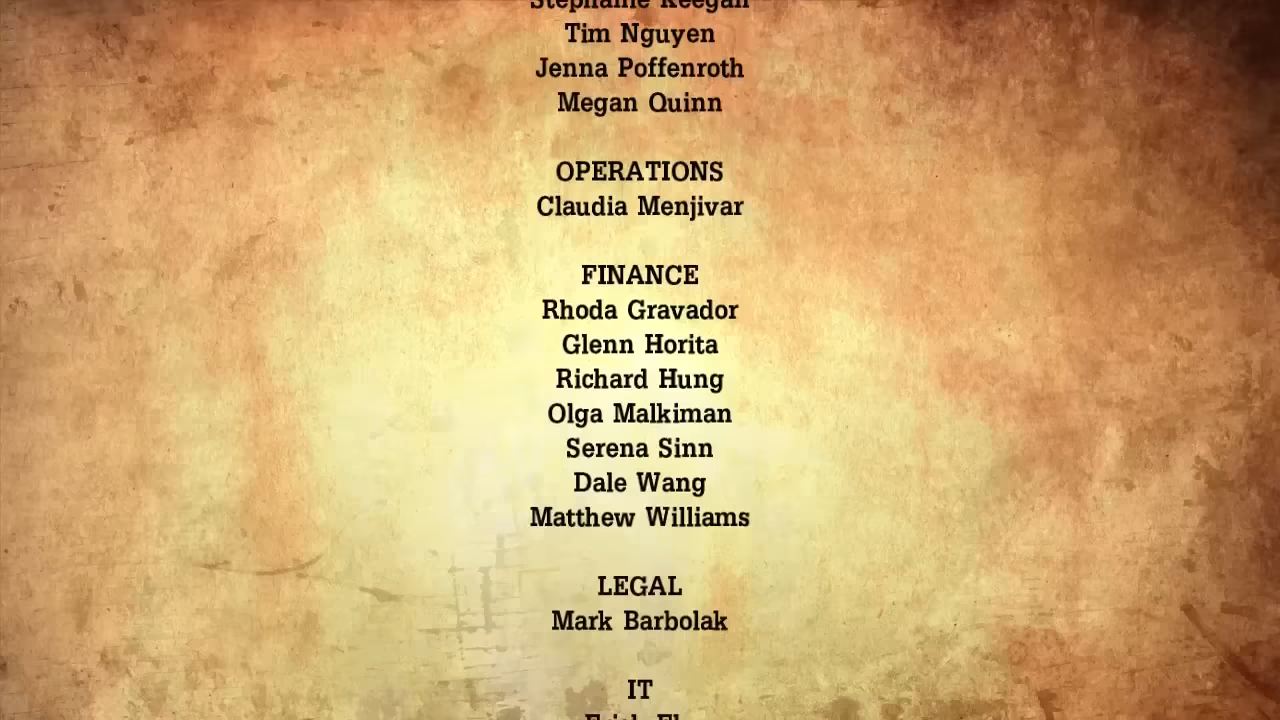 Stephanie Keegan
Tim Nguyen
Jenna Poffenroth
Megan Quinn
OPERATIONS
Claudia Menjivar
FINANCE
Rhoda Gravador
Glenn Horita
Richard Hung
Olga Malkiman
Serena Sinn
Dale Wang
Matthew Williams
LEGAL
Mark Barbolak
IT